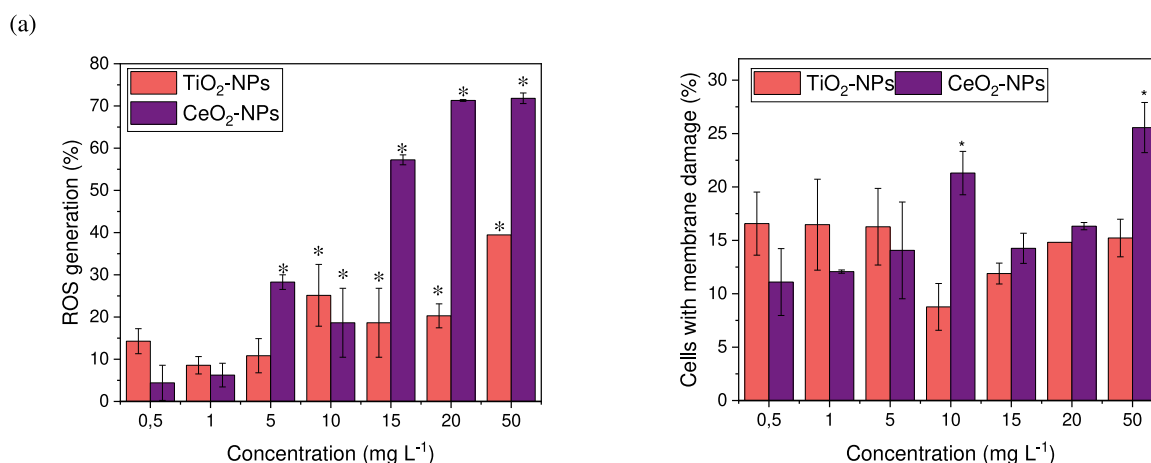 (a)
80
70
60
50
40
30
20
10
0
ROS generation (%)
TiO₂-NPs
CeO₂-NPs
* * * * * * * * * *
0,5 1 5 10 15 20 50
Concentration (mg L⁻¹)
30
25
20
15
10
5
0
Cells with membrane damage (%)
TiO₂-NPs CeO₂-NPs
* *
0,5 1 5 10 15 20 50
Concentration (mg L⁻¹)